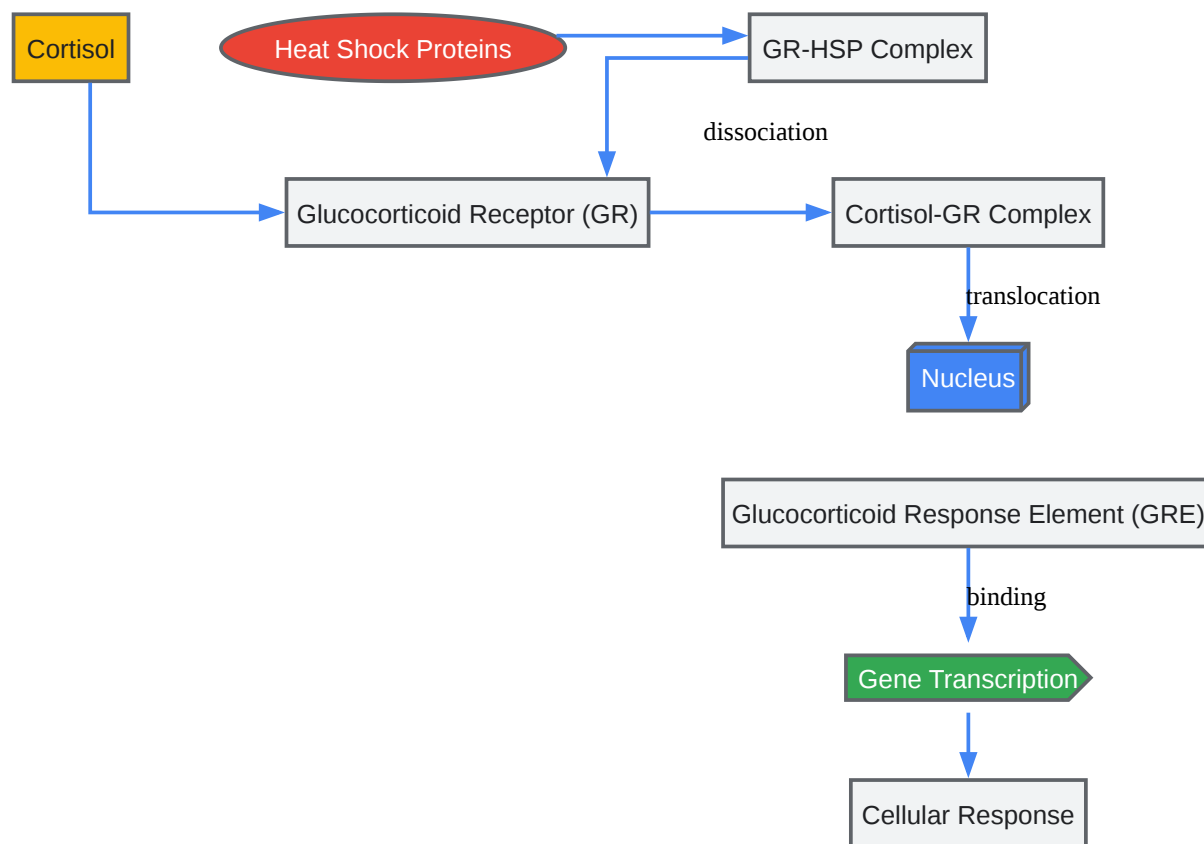 Cortisol
Heat Shock Proteins
GR-HSP Complex
dissociation
Glucocorticoid Receptor (GR)
Cortisol-GR Complex
translocation
Nucleus
Glucocorticoid Response Element (GRE)
binding
Gene Transcription
Cellular Response